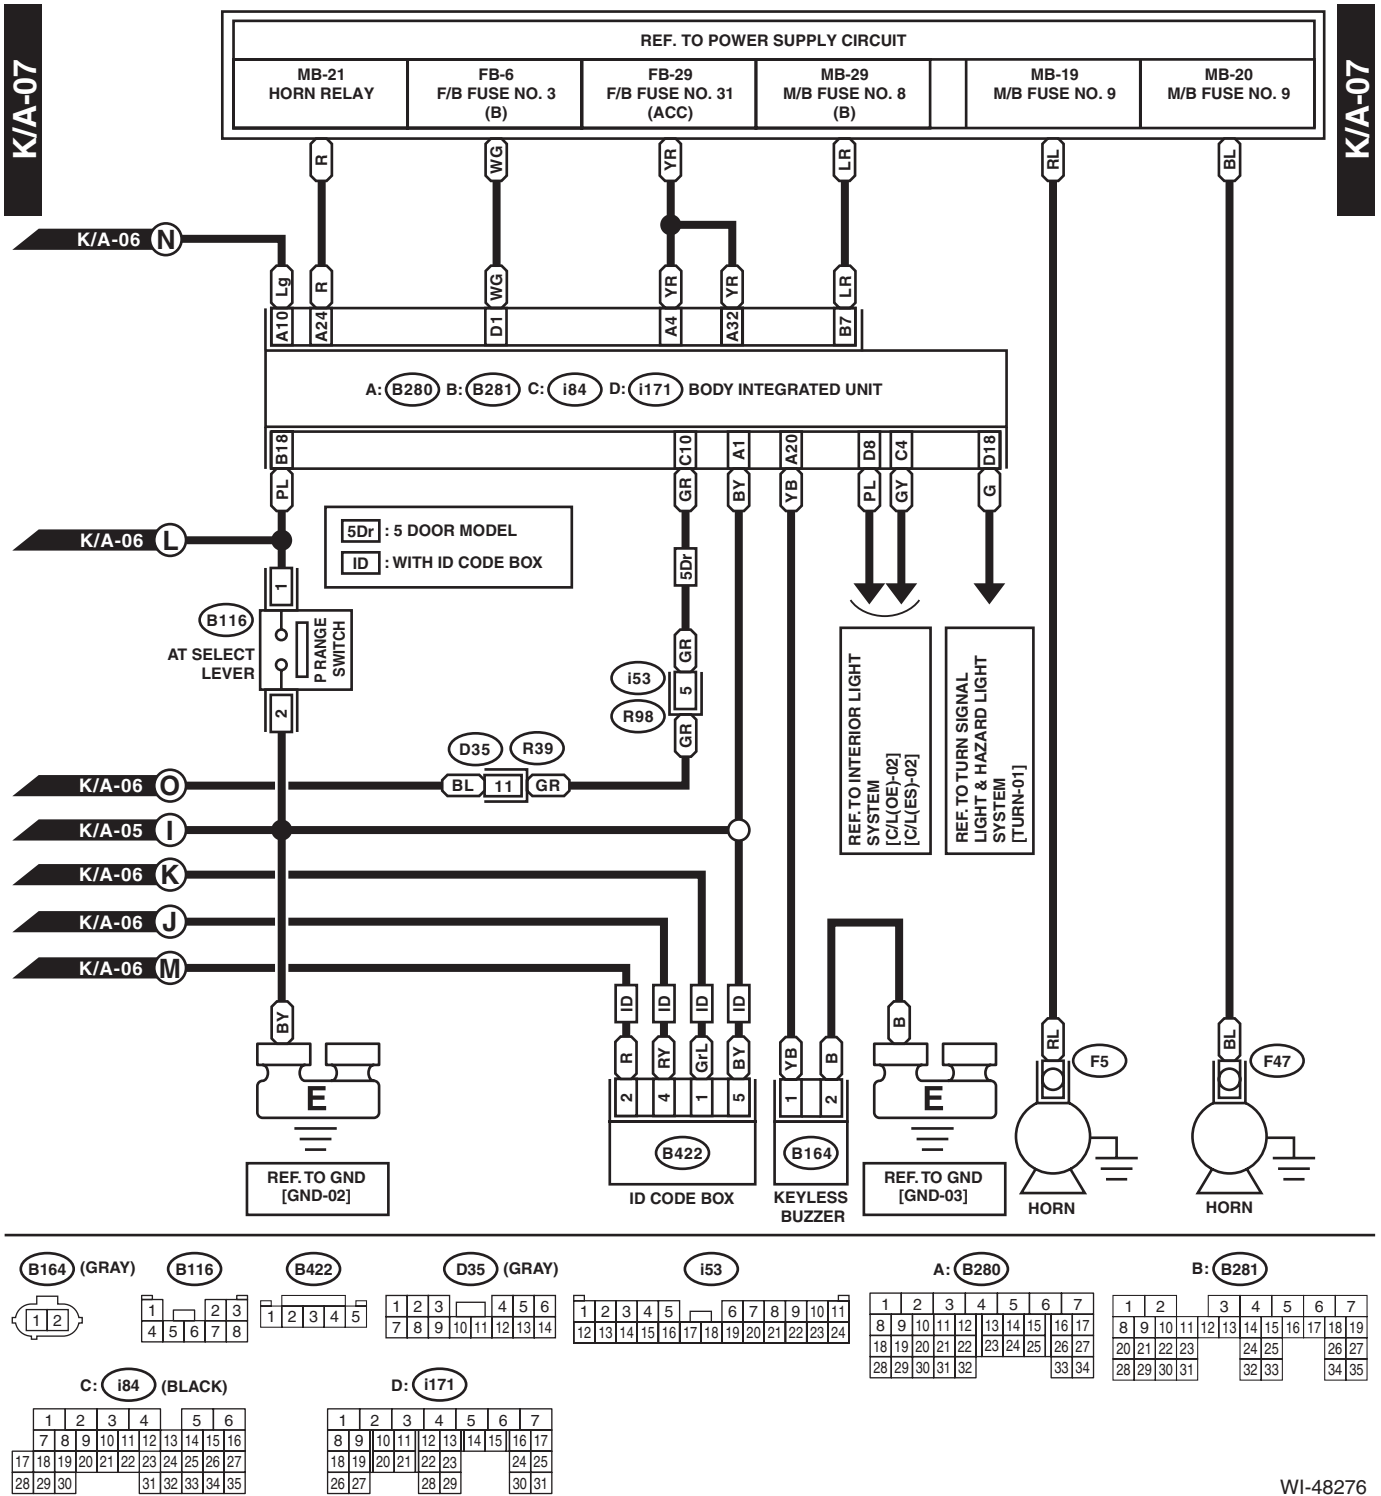 K/A-07
K/A-07
REF. TO POWER SUPPLY CIRCUIT
MB-21
HORN RELAY
FB-6
F/B FUSE NO. 3
(B)
FB-29
F/B FUSE NO. 31
(ACC)
MB-29
M/B FUSE NO. 8
(B)
MB-19
M/B FUSE NO. 9
MB-20
M/B FUSE NO. 9
R WG YR LR RL BL
K/A-06 N
Lg R WG YR YR LR
A10 A24 D1 A4 A32 B7
A: B280 B: B281 C: i84 D: i171 BODY INTEGRATED UNIT
B18 C10 A1 A20 D8 C4 D18
PL GR BY YB PL GY G
K/A-06 L
5Dr : 5 DOOR MODEL
ID : WITH ID CODE BOX
5Dr
1
B116
AT SELECT
LEVER
P RANGE
SWITCH
2
GR
i53
5
R98
GR
REF. TO INTERIOR LIGHT
SYSTEM
[C/L(OE)-02]
[C/L(ES)-02]
REF. TO TURN SIGNAL
LIGHT & HAZARD LIGHT
SYSTEM
[TURN-01]
D35 R39
K/A-06 O BL 11 GR
K/A-05 I
K/A-06 K
K/A-06 J
K/A-06 M
ID ID ID ID
BY B
R RY GrL BY YB B RL BL
F5 F47
2 4 1 5 1 2
E E
B422 B164
REF. TO GND
[GND-02]
ID CODE BOX
KEYLESS
BUZZER
REF. TO GND
[GND-03]
HORN
HORN
B164 (GRAY)
1 2
B116
1 2 3
4 5 6 7 8
B422
1 2 3 4 5
D35 (GRAY)
1 2 3 4 5 6
7 8 9 10 11 12 13 14
i53
1 2 3 4 5 6 7 8 9 10 11
12 13 14 15 16 17 18 19 20 21 22 23 24
A: B280
1 2 3 4 5 6 7
8 9 10 11 12 13 14 15 16 17
18 19 20 21 22 23 24 25 26 27
28 29 30 31 32 33 34
B: B281
1 2 3 4 5 6 7
8 9 10 11 12 13 14 15 16 17 18 19
20 21 22 23 24 25 26 27
28 29 30 31 32 33 34 35
C: i84 (BLACK)
1 2 3 4 5 6
7 8 9 10 11 12 13 14 15 16
17 18 19 20 21 22 23 24 25 26 27
28 29 30 31 32 33 34 35
D: i171
1 2 3 4 5 6 7
8 9 10 11 12 13 14 15 16 17
18 19 20 21 22 23 24 25
26 27 28 29 30 31
WI-48276